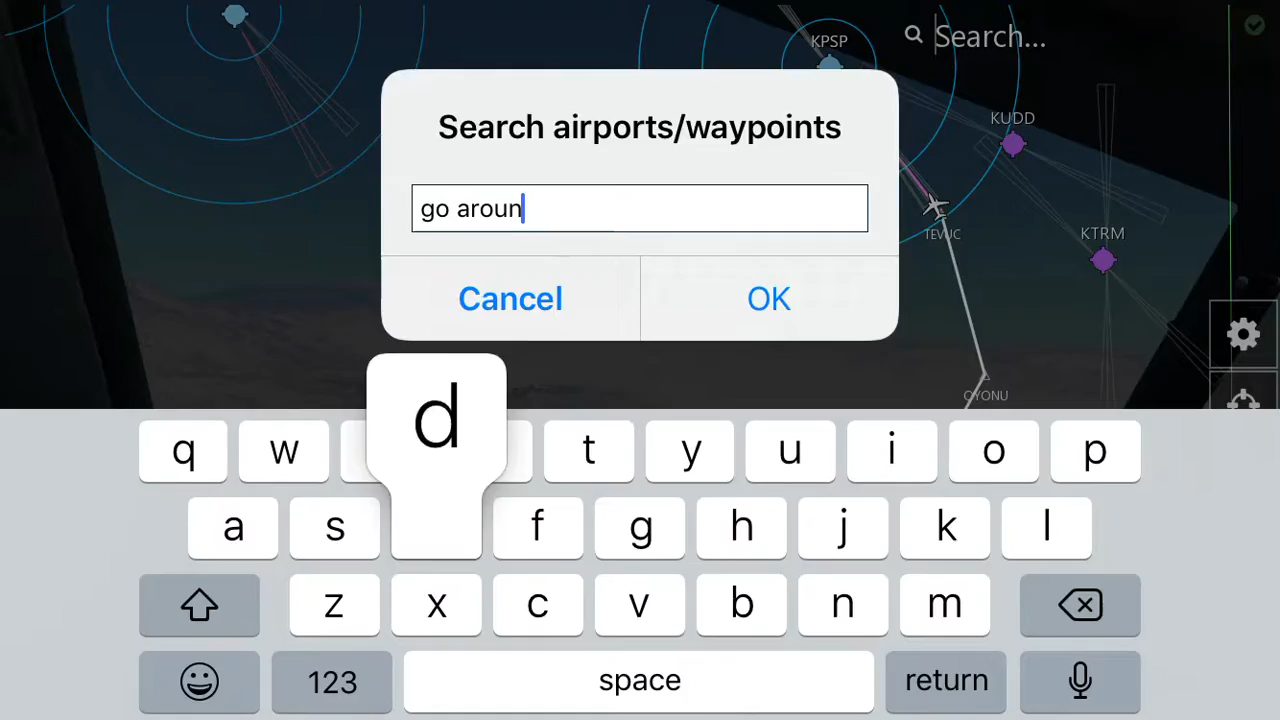 KPSP
Search...
Search airports/waypoints
KUDD
go aroun
TEVUC
KTRM
Cancel
OK
OYONU
d
q w t y u i o p
a s f g h j k l
z x c v b n m
123 space return